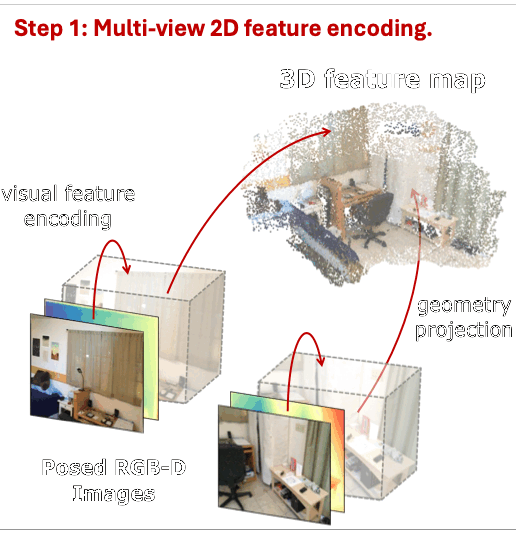 Step 1: Multi-view 2D feature encoding.
3D feature map
visual feature
encoding
geometry
projection
Posed RGB-D
Images